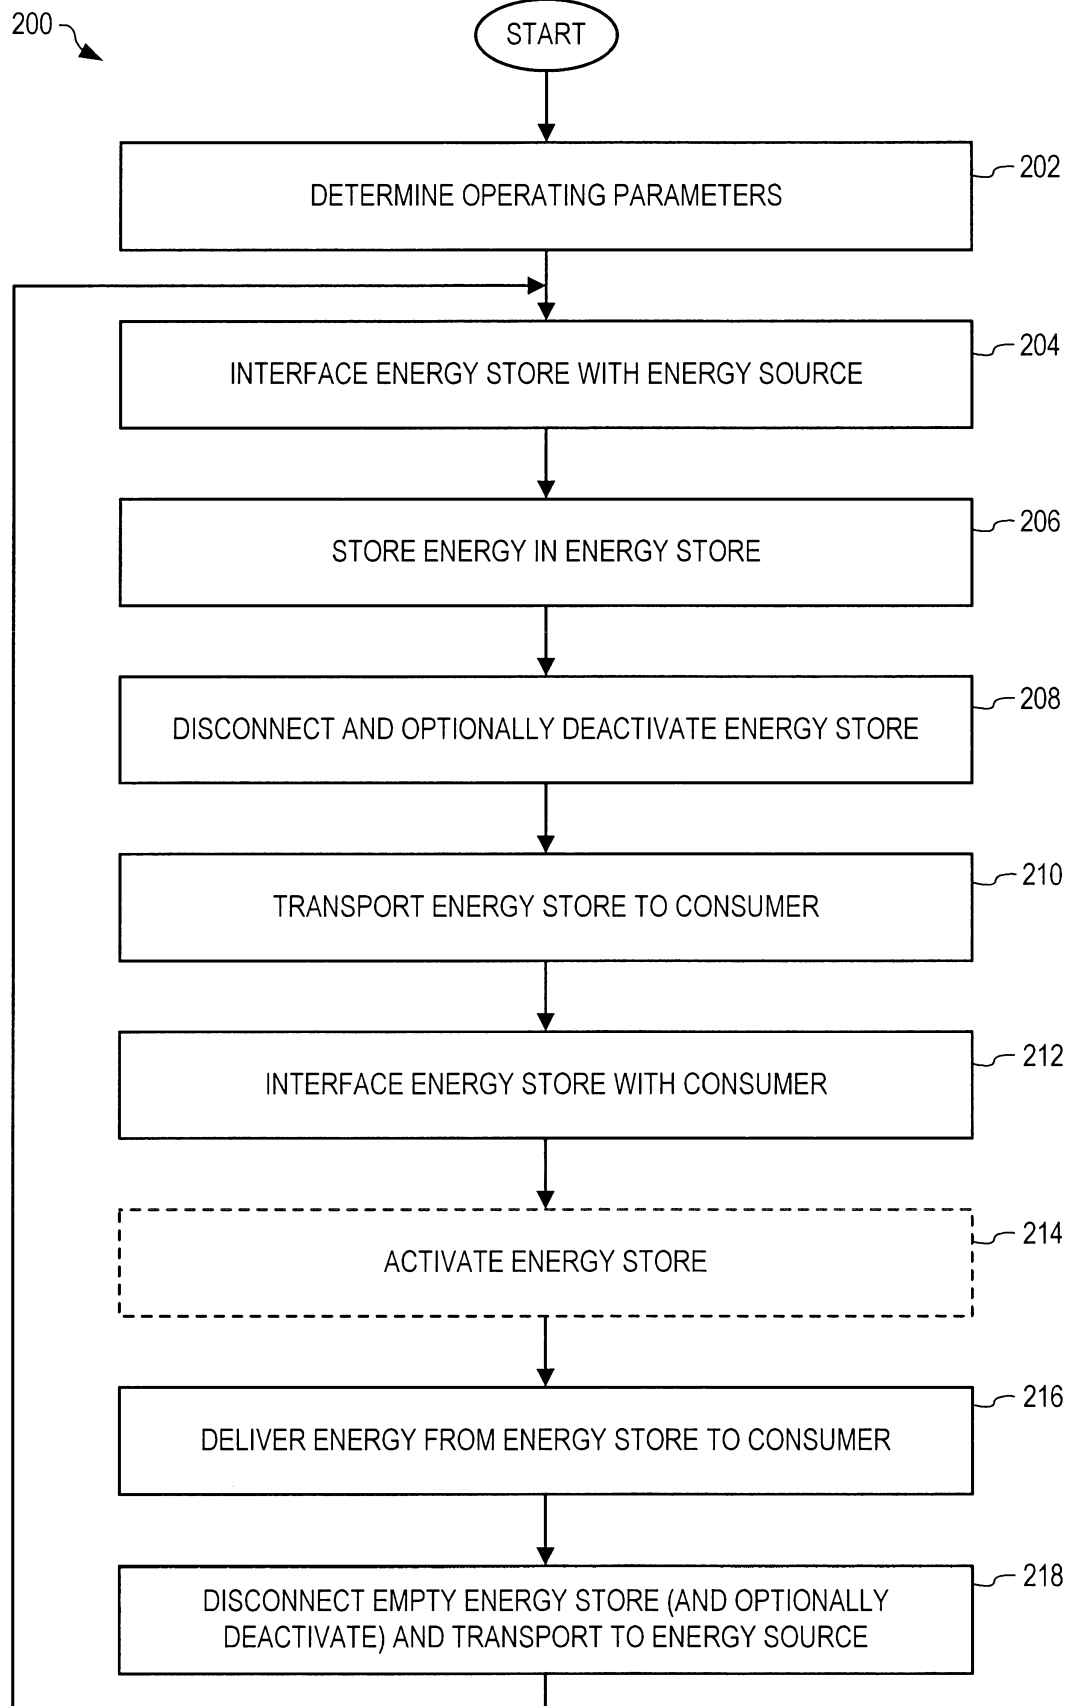 200
START
DETERMINE OPERATING PARAMETERS
202
INTERFACE ENERGY STORE WITH ENERGY SOURCE
204
STORE ENERGY IN ENERGY STORE
206
DISCONNECT AND OPTIONALLY DEACTIVATE ENERGY STORE
208
TRANSPORT ENERGY STORE TO CONSUMER
210
INTERFACE ENERGY STORE WITH CONSUMER
212
ACTIVATE ENERGY STORE
214
DELIVER ENERGY FROM ENERGY STORE TO CONSUMER
216
DISCONNECT EMPTY ENERGY STORE (AND OPTIONALLY
DEACTIVATE) AND TRANSPORT TO ENERGY SOURCE
218